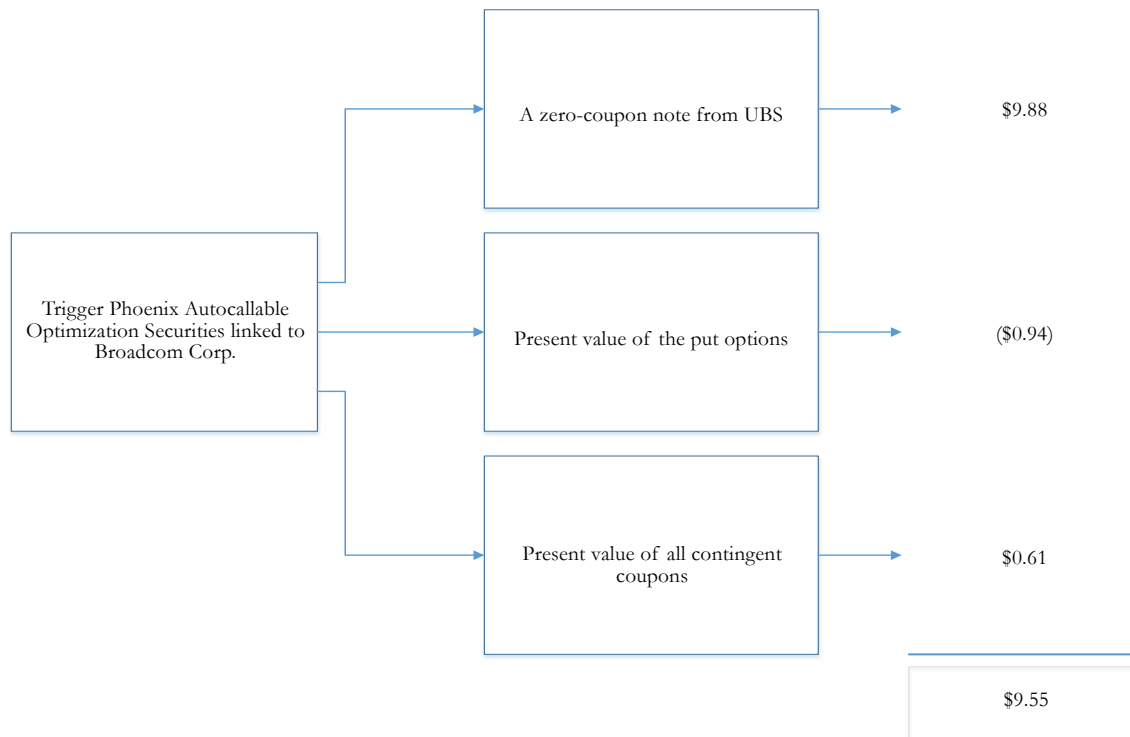 A zero-coupon note from UBS
$9.88
Trigger Phoenix Autocallable
Optimization Securities linked to
Broadcom Corp.
Present value of the put options
($0.94)
Present value of all contingent
coupons
$0.61
$9.55